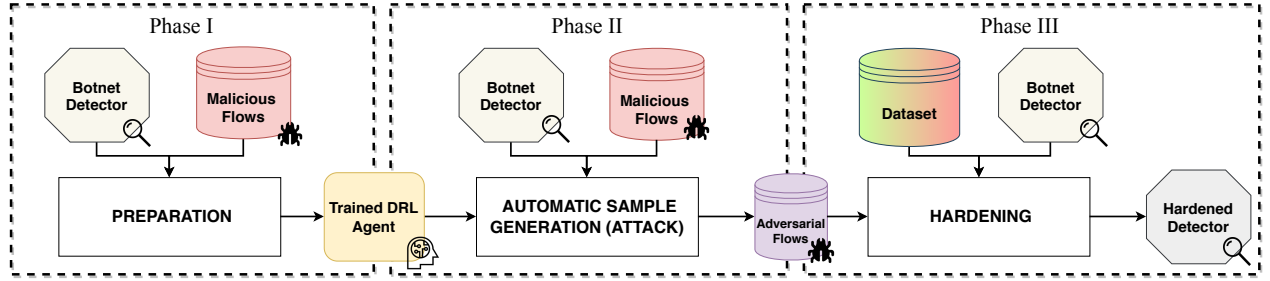 Phase I
Botnet
Detector
Malicious
Flows
PREPARATION
Trained DRL
Agent
Phase II
Botnet
Detector
Malicious
Flows
AUTOMATIC SAMPLE
GENERATION (ATTACK)
Adversarial
Flows
Phase III
Dataset
Botnet
Detector
HARDENING
Hardened
Detector